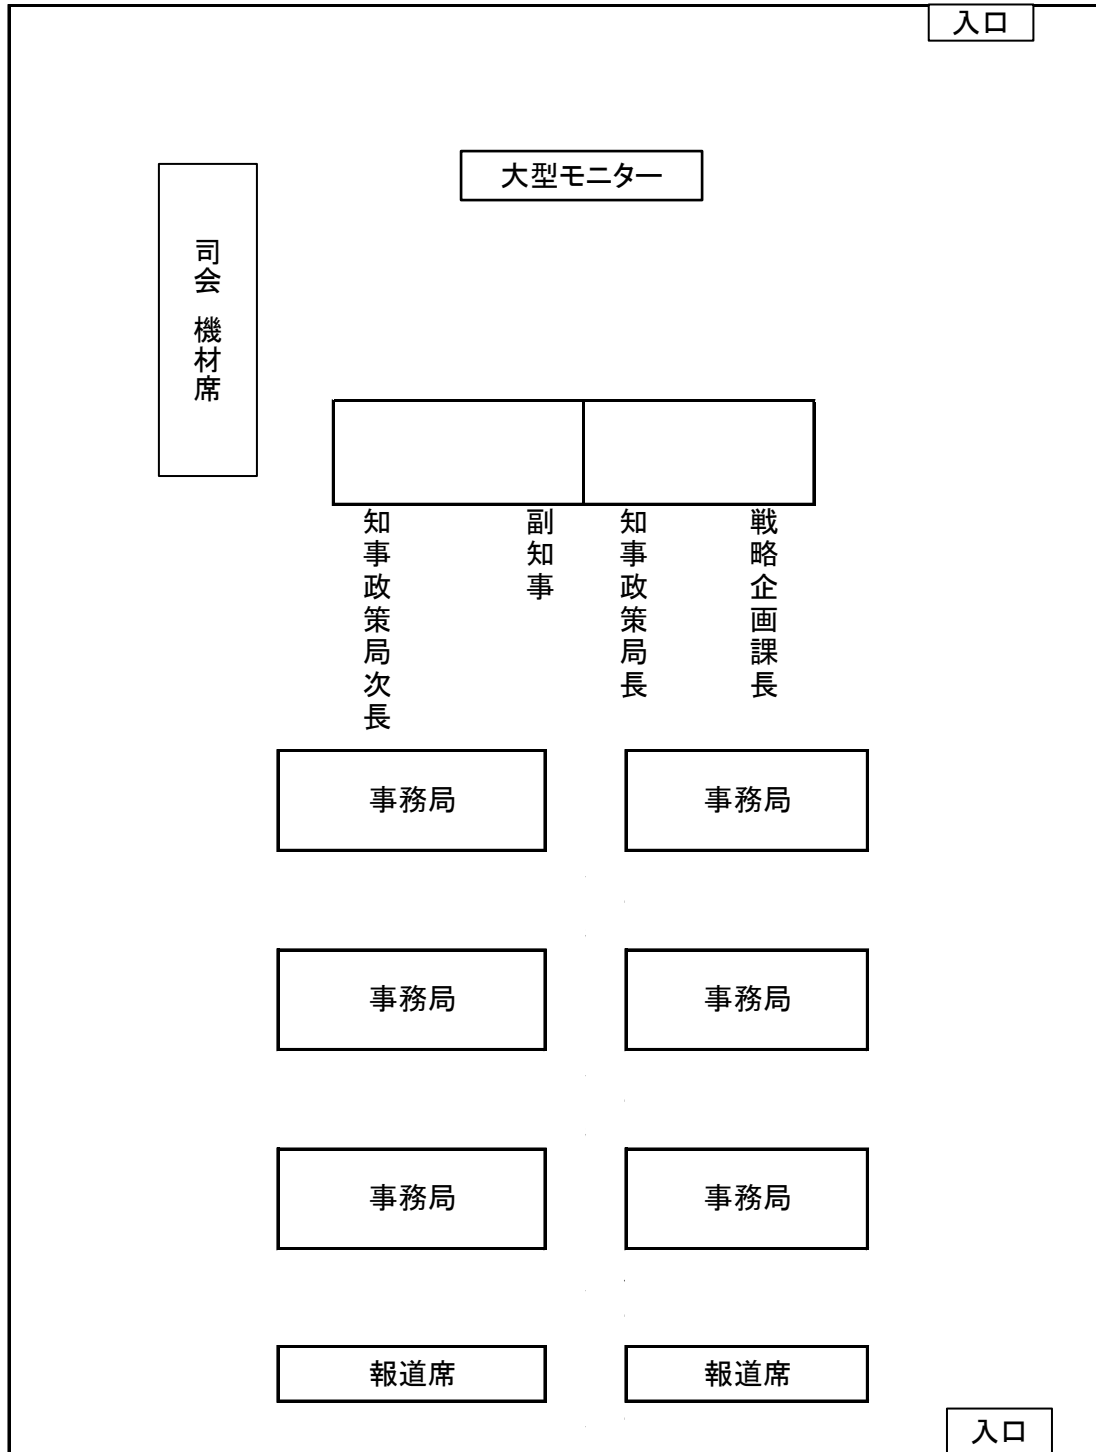 入口
大型モニター
司会 機材席
知事政策局次長
副知事
知事政策局長
戦略企画課長
事務局
事務局
事務局
事務局
事務局
事務局
報道席
報道席
入口